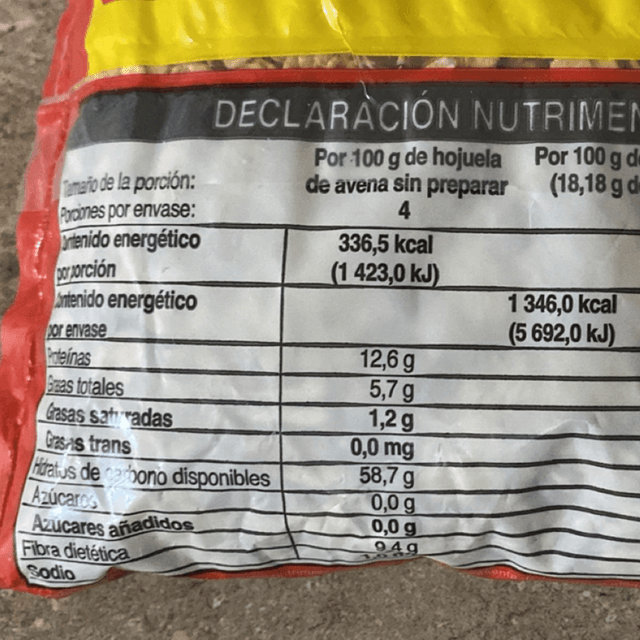 DECLARACIÓN NUTRIMEN
Por 100 g de hojuela Por 100 g de
Tamaño de la porción: de avena sin preparar (18,18 g d
Porciones por envase: 4
Contenido energético 336,5 kcal
por porción (1 423,0 kJ)
Contenido energético 1 346,0 kcal
por envase (5 692,0 kJ)
Proteínas 12,6 g
Grasas totales 5,7 g
Grasas saturadas 1,2 g
Grasas trans 0,0 mg
Hidratos de carbono disponibles 58,7 g
Azúcares 0,0 g
Azúcares añadidos 0,0 g
Fibra dietética 9,4 g
Sodio